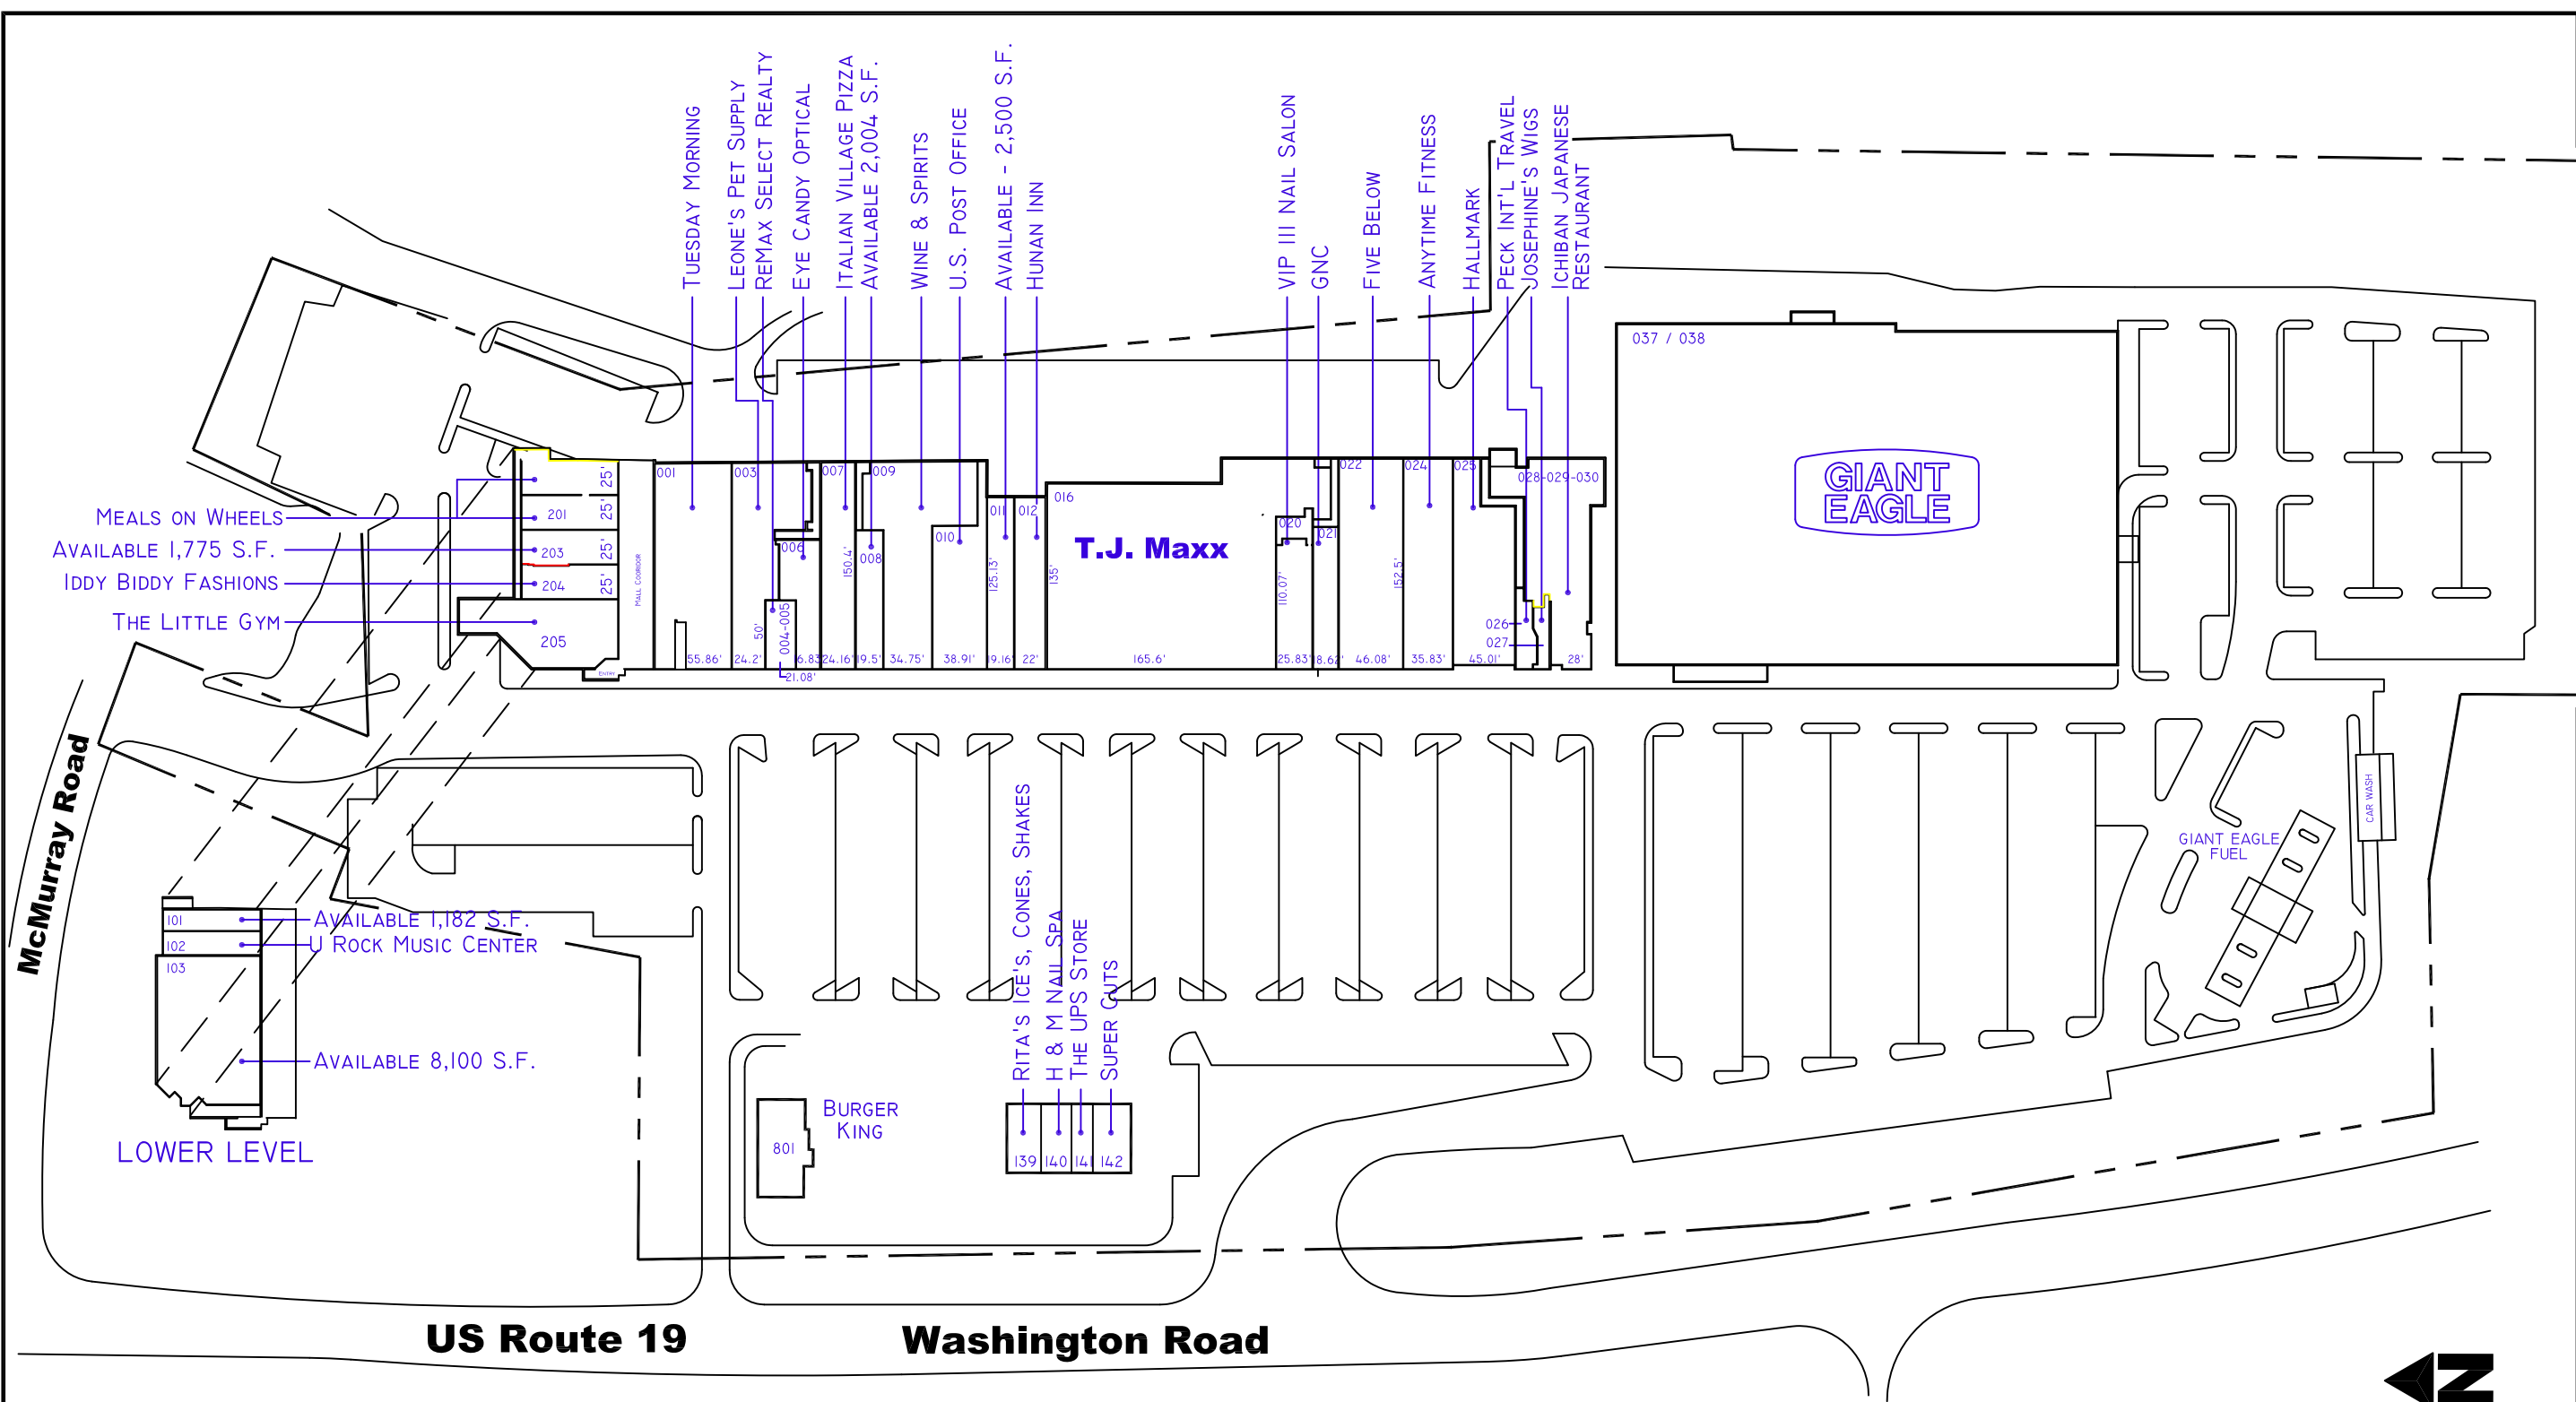 Tuesday Morning
Leone's Pet Supply
ReMax Select Realty
Eye Candy Optical
Italian Village Pizza
Available 2,004 S.F.
Wine & Spirits
U.S. Post Office
Available - 2,500 S.F.
Hunan Inn
VIP III Nail Salon
GNC
Five Below
Anytime Fitness
Hallmark
Peck Int'l Travel
Josephine's Wigs
Ichiban Japanese
Restaurant
037 / 038
GIANT
EAGLE
Meals on Wheels
Available 1,775 S.F.
Iddy Biddy Fashions
The Little Gym
201
203
204
205
25'
25'
25'
25'
Mall Cooridor
Entry
001
003
004-005
006
007
008
009
010
011
012
016
T.J. Maxx
020
021
022
024
025
026
027
028-029-030
50'
150.4'
125.13'
135'
110.07'
152.5'
55.86'
24.2'
21.08'
6.83'
24.16'
19.5'
34.75'
38.91'
19.16'
22'
165.6'
25.83'
8.62'
46.08'
35.83'
45.01'
28'
McMurray Road
101
102
103
Available 1,182 S.F.
U Rock Music Center
Available 8,100 S.F.
LOWER LEVEL
Rita's Ice's, Cones, Shakes
H & M Nail Spa
The UPS Store
Super Cuts
139
140
141
142
Burger
King
801
GIANT EAGLE
FUEL
CAR WASH
US Route 19
Washington Road
N